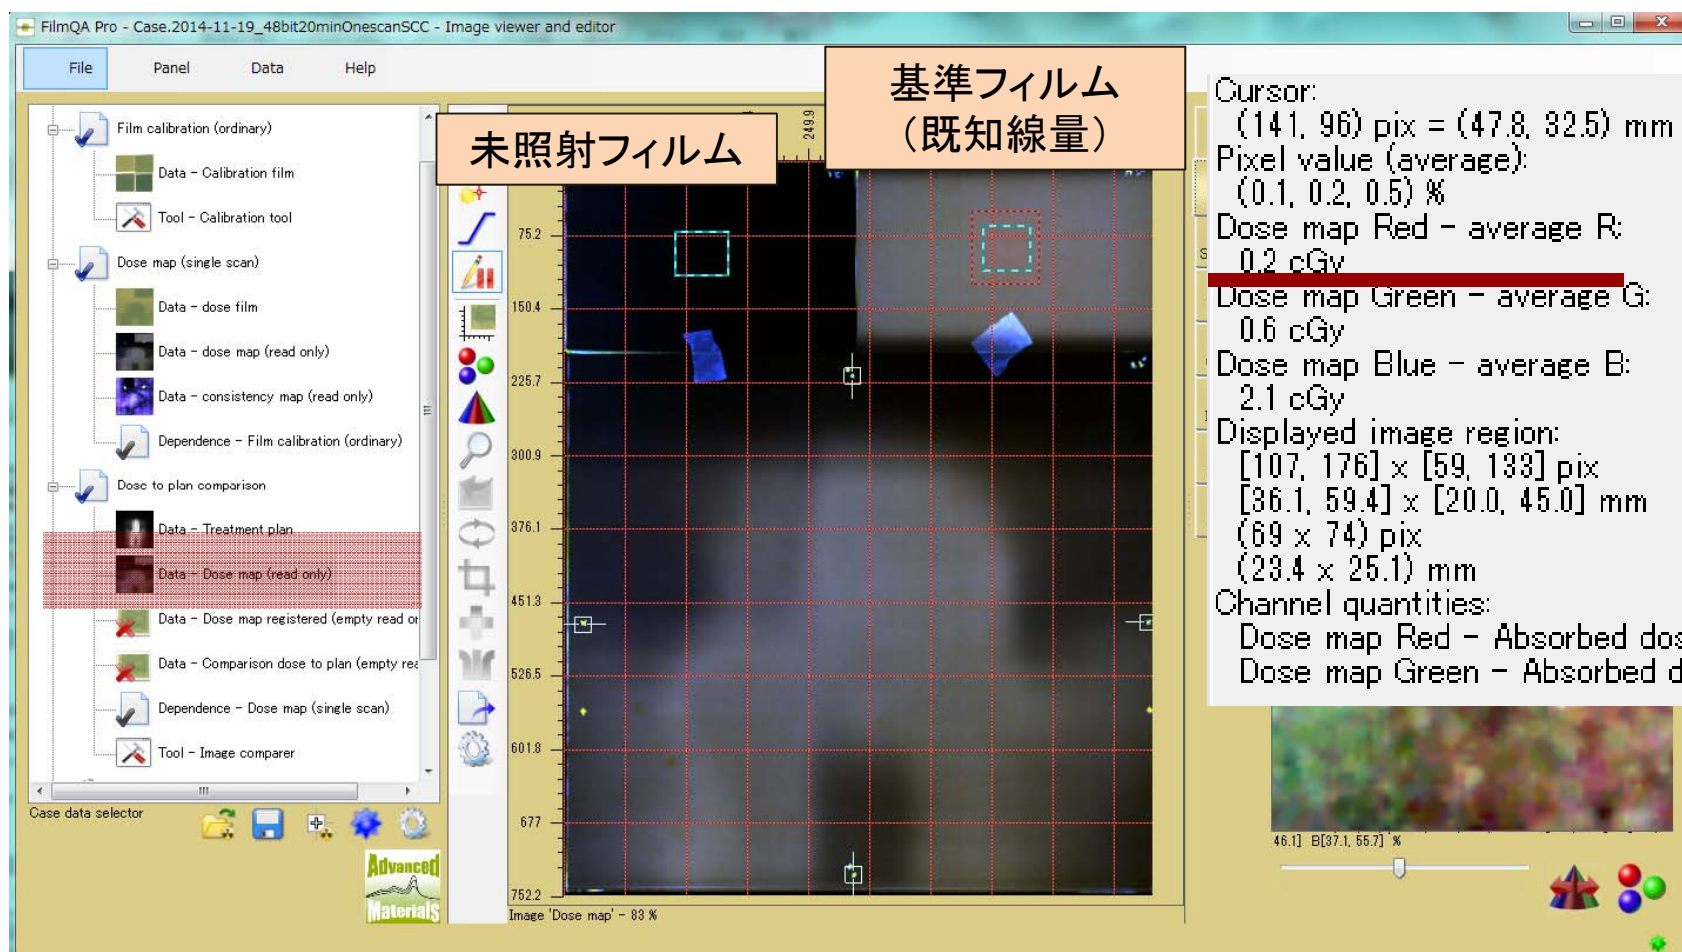 FilmQA Pro - Case.2014-11-19_48bit20minOnescanSCC - Image viewer and editor
File Panel Data Help
Film calibration (ordinary)
Data - Calibration film
Tool - Calibration tool
Dose map (single scan)
Data - dose film
Data - dose map (read only)
Data - consistency map (read only)
Dependence - Film calibration (ordinary)
Dose to plan comparison
Data - Treatment plan
Data - Dose map (read only)
Data - Dose map registered (empty read or
Data - Comparison dose to plan (empty rea
Dependence - Dose map (single scan)
Tool - Image comparer
Case data selector
Advanced
Materials
未照射フィルム
基準フィルム
（既知線量）
249.9
75.2
150.4
225.7
300.9
376.1
451.3
526.5
601.8
677
752.2
Image 'Dose map' - 83 %
Cursor:
(141, 96) pix = (47.8, 32.5) mm
Pixel value (average):
(0.1, 0.2, 0.5) %
Dose map Red - average R:
0.2 cGy
Dose map Green - average G:
0.6 cGy
Dose map Blue - average B:
2.1 cGy
Displayed image region:
[107, 176] x [59, 133] pix
[36.1, 59.4] x [20.0, 45.0] mm
(69 x 74) pix
(23.4 x 25.1) mm
Channel quantities:
Dose map Red - Absorbed dos
Dose map Green - Absorbed d
46.1] B[37.1, 55.7] %